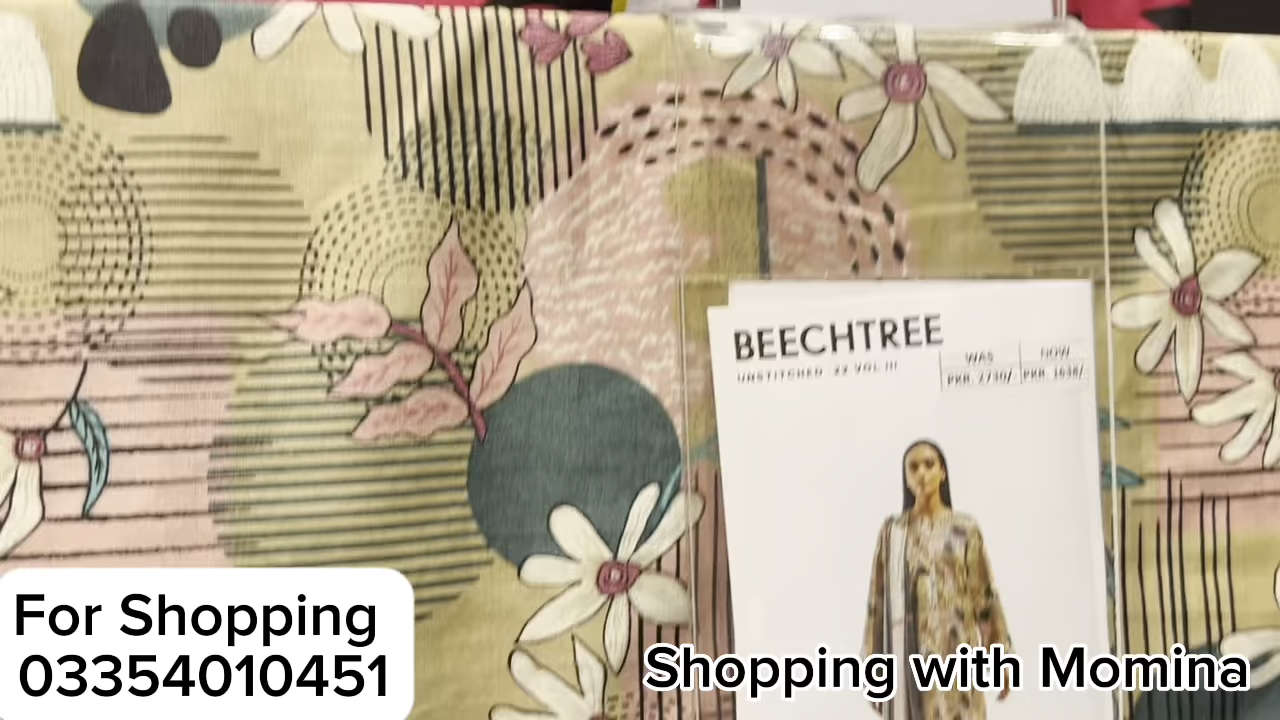 BEECHTREE
UNSTITCHED 22 VOL III
WAS NOW
PKR. 2730/ PKR. 1638/
For Shopping
03354010451
Shopping with Momina